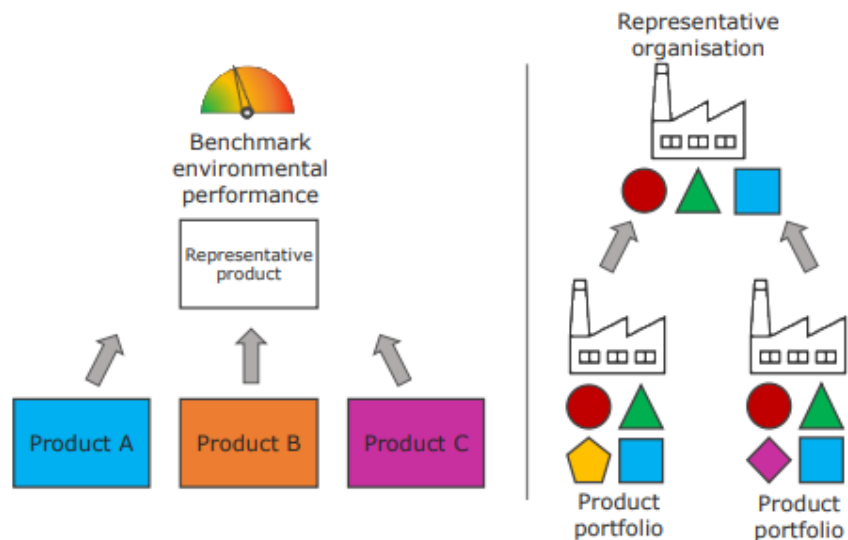 Benchmark
environmental
performance
Representative
product
Product A
Product B
Product C
Representative
organisation
Product
portfolio
Product
portfolio